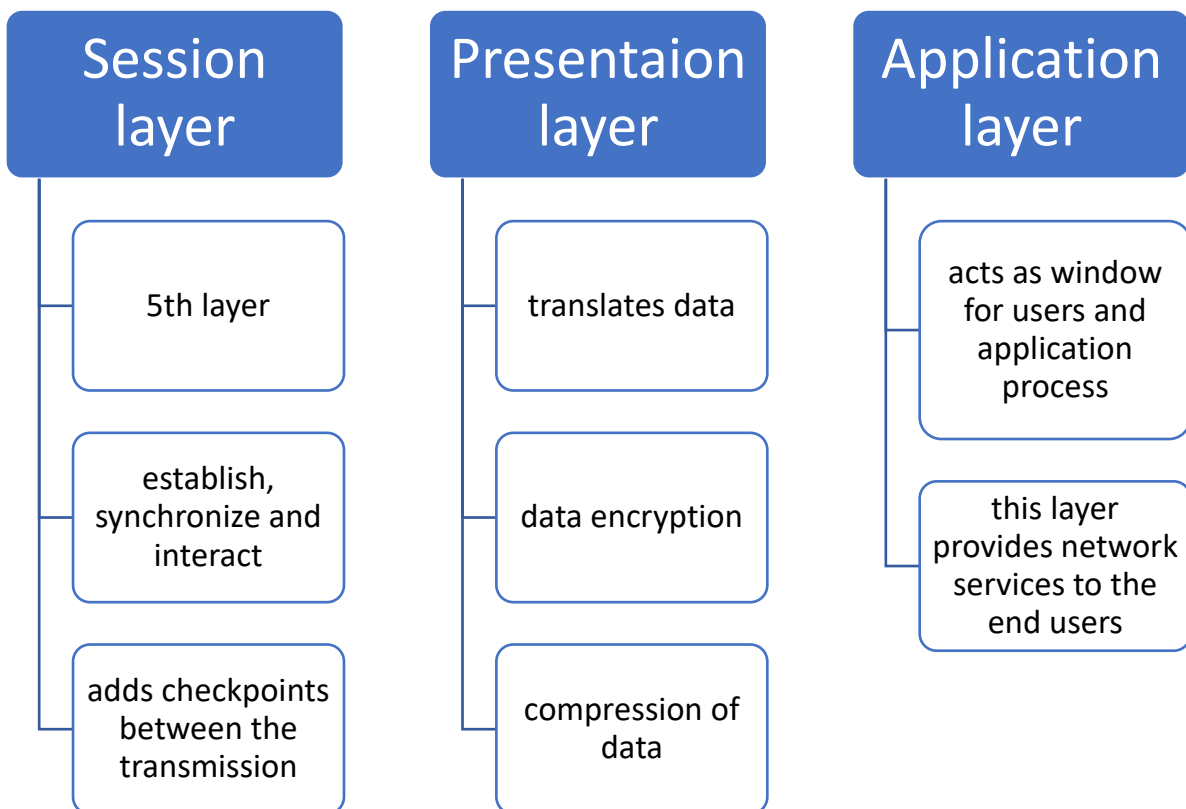 Session
layer
5th layer
establish,
synchronize and
interact
adds checkpoints
between the
transmission
Presentaion
layer
translates data
data encryption
compression of
data
Application
layer
acts as window
for users and
application
process
this layer
provides network
services to the
end users